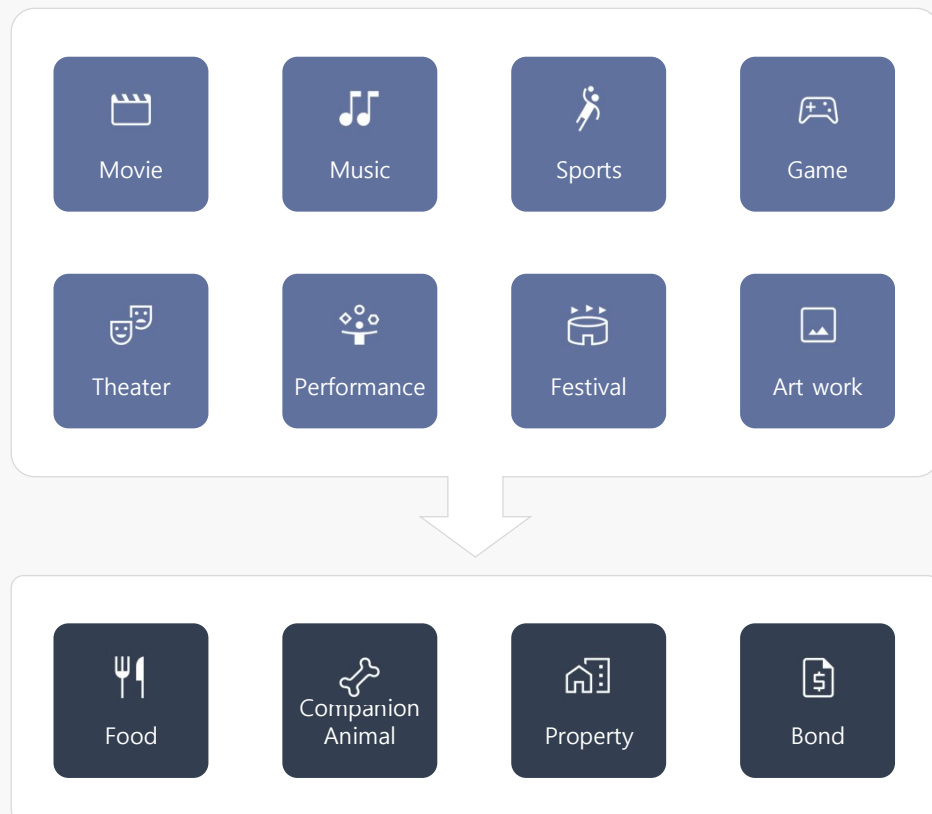 Movie
Music
Sports
Game
Theater
Performance
Festival
Art work
Food
Companion
Animal
Property
Bond